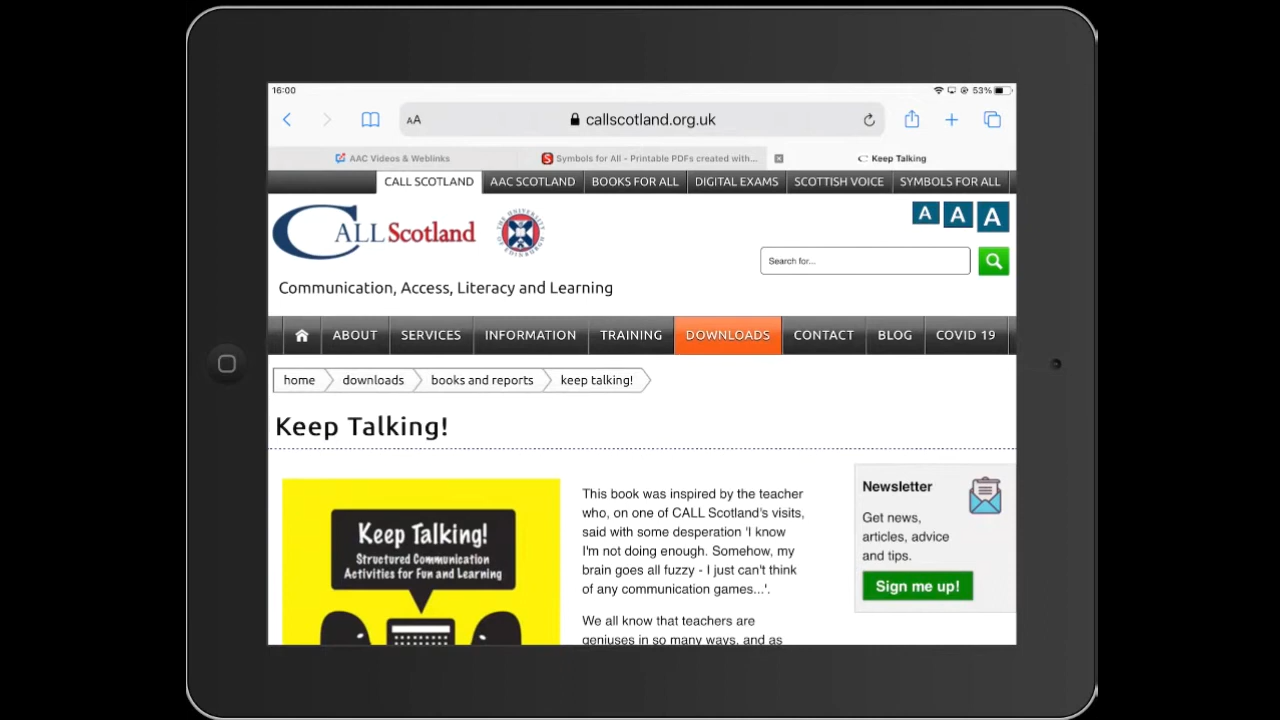 16:00
53%
AA
callscotland.org.uk
AAC Videos & Weblinks
Symbols for All - Printable PDFs created with...
Keep Talking
CALL SCOTLAND
AAC SCOTLAND
BOOKS FOR ALL
DIGITAL EXAMS
SCOTTISH VOICE
SYMBOLS FOR ALL
CALL Scotland
THE UNIVERSITY OF EDINBURGH
A A A
Search for...
Communication, Access, Literacy and Learning
ABOUT
SERVICES
INFORMATION
TRAINING
DOWNLOADS
CONTACT
BLOG
COVID 19
home
downloads
books and reports
keep talking!
Keep Talking!
Keep Talking!
Structured Communication
Activities for Fun and Learning
This book was inspired by the teacher
who, on one of CALL Scotland's visits,
said with some desperation 'I know
I'm not doing enough. Somehow, my
brain goes all fuzzy - I just can't think
of any communication games...'.
We all know that teachers are
geniuses in so many ways, and as
Newsletter
Get news,
articles, advice
and tips.
Sign me up!